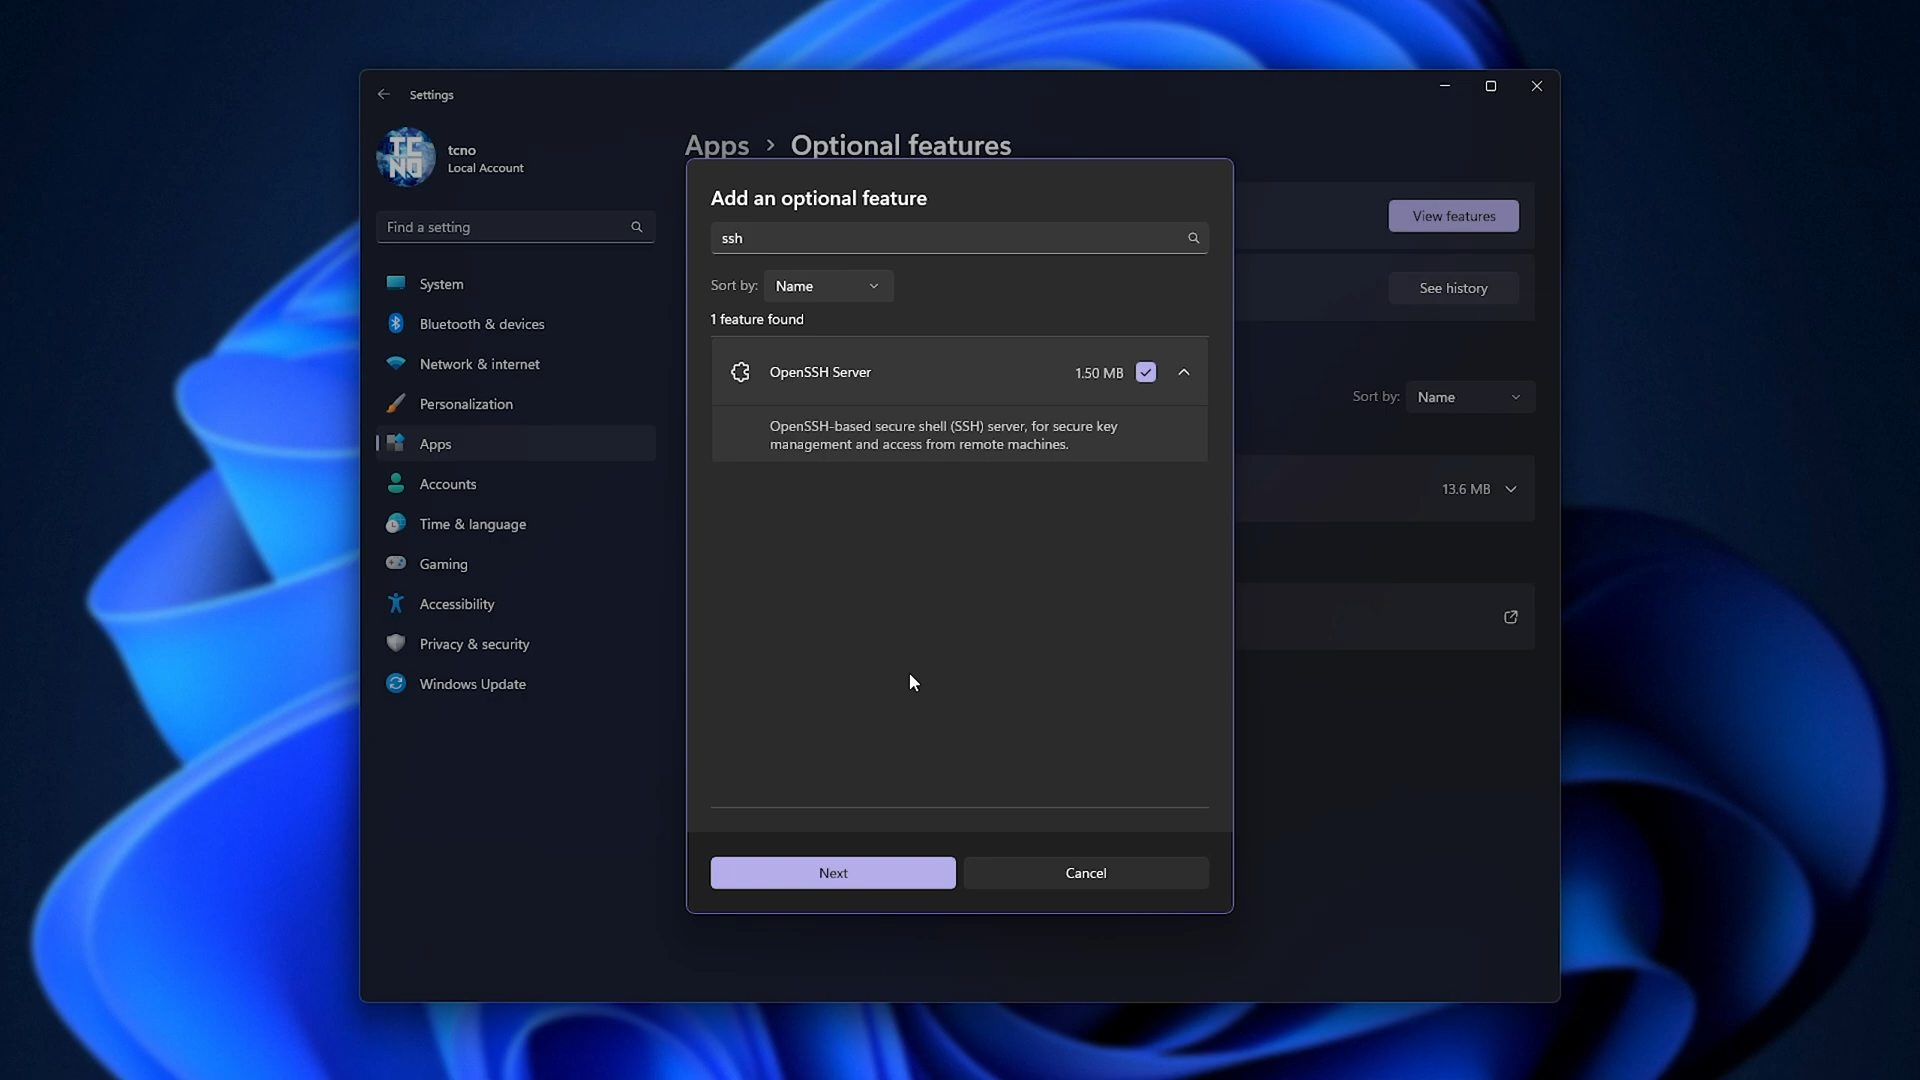 Settings
TC
NO
tcno
Local Account
Find a setting
System
Bluetooth & devices
Network & internet
Personalization
Apps
Accounts
Time & language
Gaming
Accessibility
Privacy & security
Windows Update
Apps > Optional features
View features
See history
Sort by: Name
13.6 MB
Add an optional feature
ssh
Sort by: Name
1 feature found
OpenSSH Server 1.50 MB
OpenSSH-based secure shell (SSH) server, for secure key
management and access from remote machines.
Next Cancel